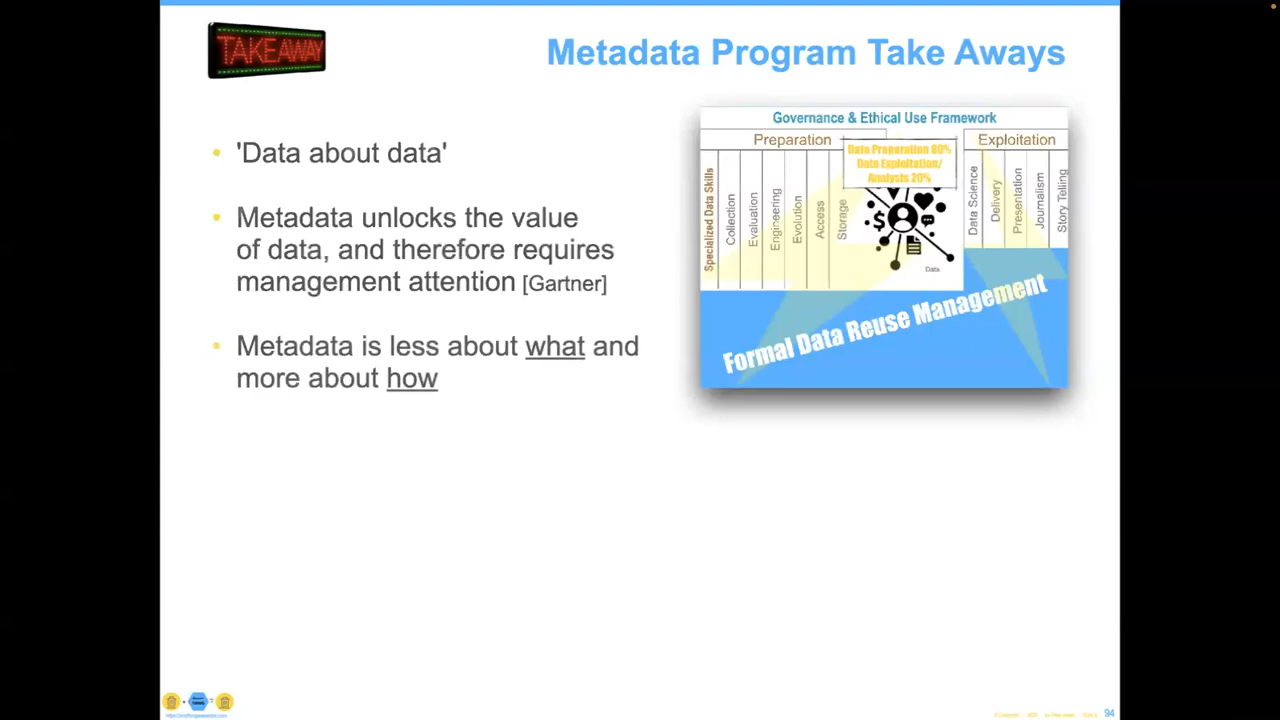 TAKEAWAY
Metadata Program Take Aways
'Data about data'
Metadata unlocks the value
of data, and therefore requires
management attention [Gartner]
Metadata is less about what and
more about how
Governance & Ethical Use Framework
Preparation
Exploitation
Data Preparation 80%
Data Exploitation/
Analysis 20%
Specialized Data Skills
Collection
Evaluation
Engineering
Evolution
Access
Storage
Data
Data Science
Delivery
Presentation
Journalism
Story Telling
Formal Data Reuse Management
94